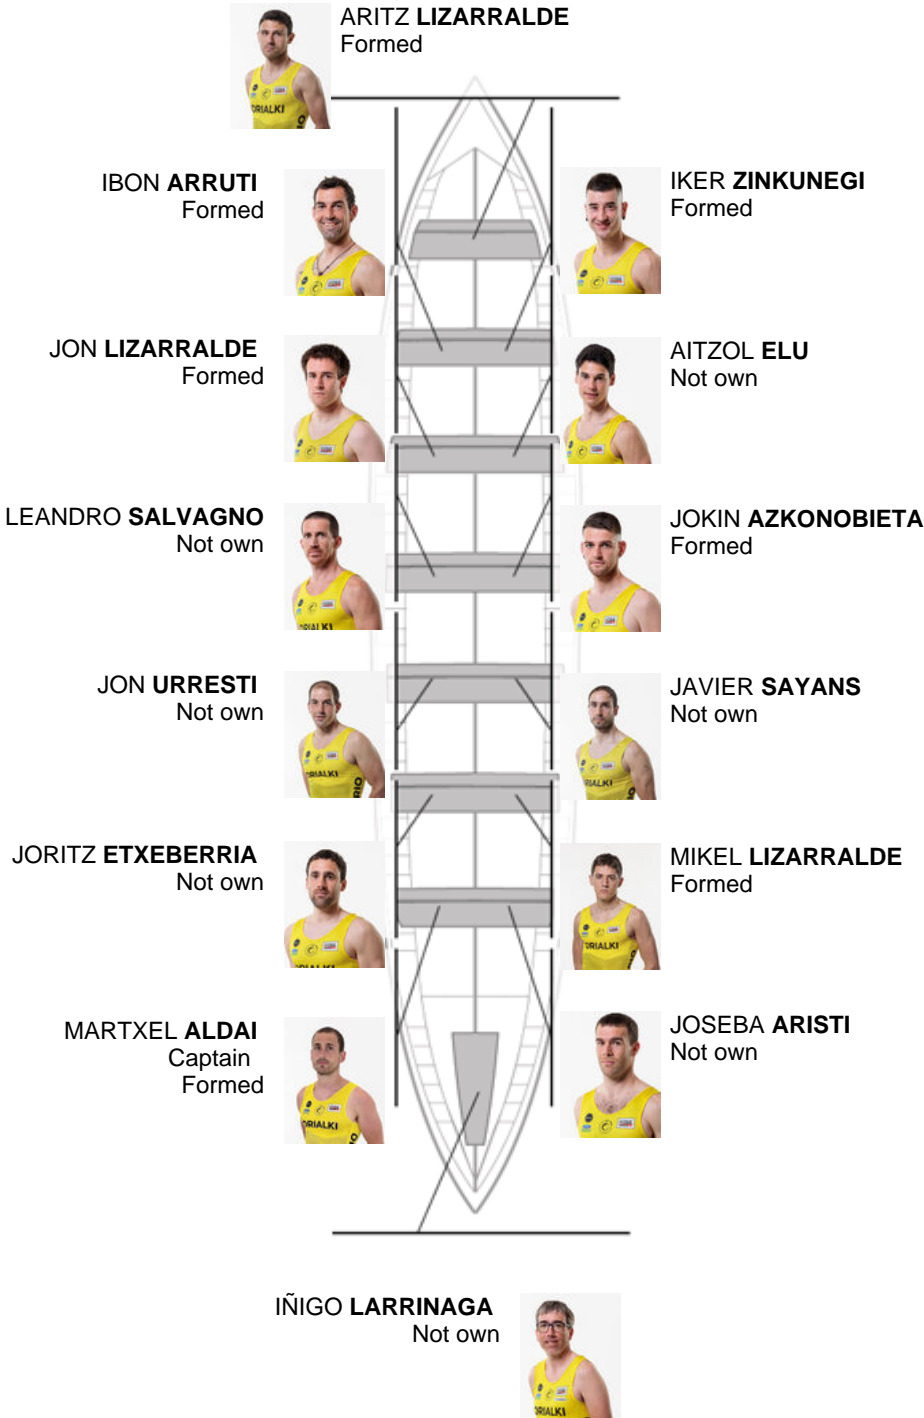 ARITZ LIZARRALDE
Formed
IBON ARRUTI
Formed
IKER ZINKUNEGI
Formed
JON LIZARRALDE
Formed
AITZOL ELU
Not own
LEANDRO SALVAGNO
Not own
JOKIN AZKONOBIETA
Formed
JON URRESTI
Not own
JAVIER SAYANS
Not own
JORITZ ETXEBERRIA
Not own
MIKEL LIZARRALDE
Formed
MARTXEL ALDAI
Captain
Formed
JOSEBA ARISTI
Not own
IÑIGO LARRINAGA
Not own